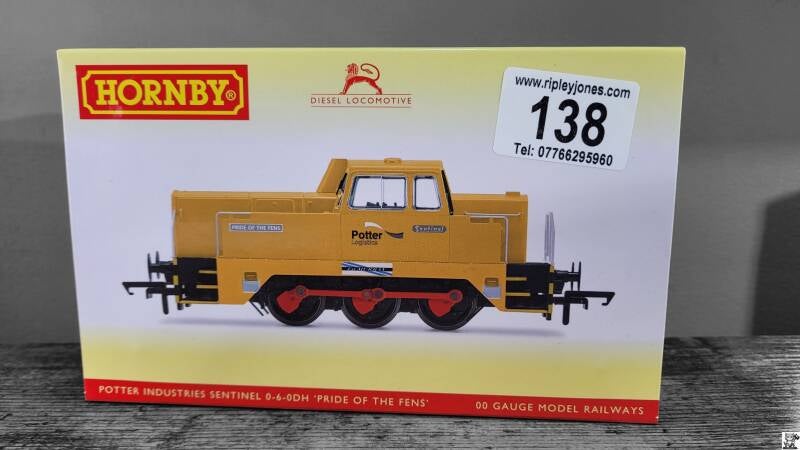 HORNBY®
DIESEL LOCOMOTIVE
www.ripleyjones.com
138
Tel: 07766295960
PRIDE OF THE FENS
Potter
Logistics
Sentinel
POTTER INDUSTRIES SENTINEL 0-6-0DH 'PRIDE OF THE FENS'
00 GAUGE MODEL RAILWAYS